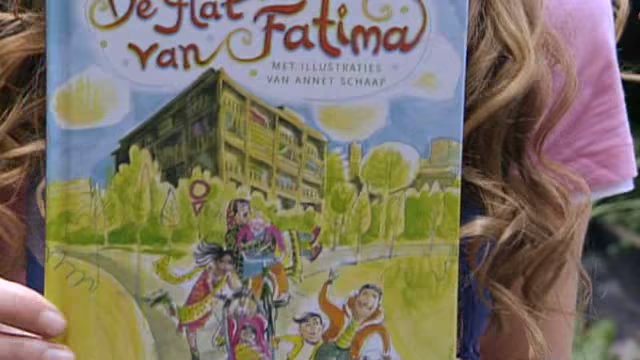 De flat
van Fatima
MET ILLUSTRATIES
VAN ANNET SCHAAP